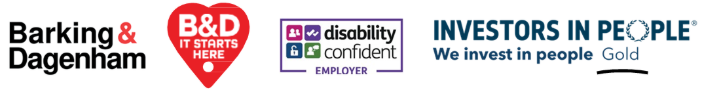 Barking &
Dagenham
B&D
IT STARTS
HERE
disability
confident
EMPLOYER
INVESTORS IN PEOPLE®
We invest in people Gold